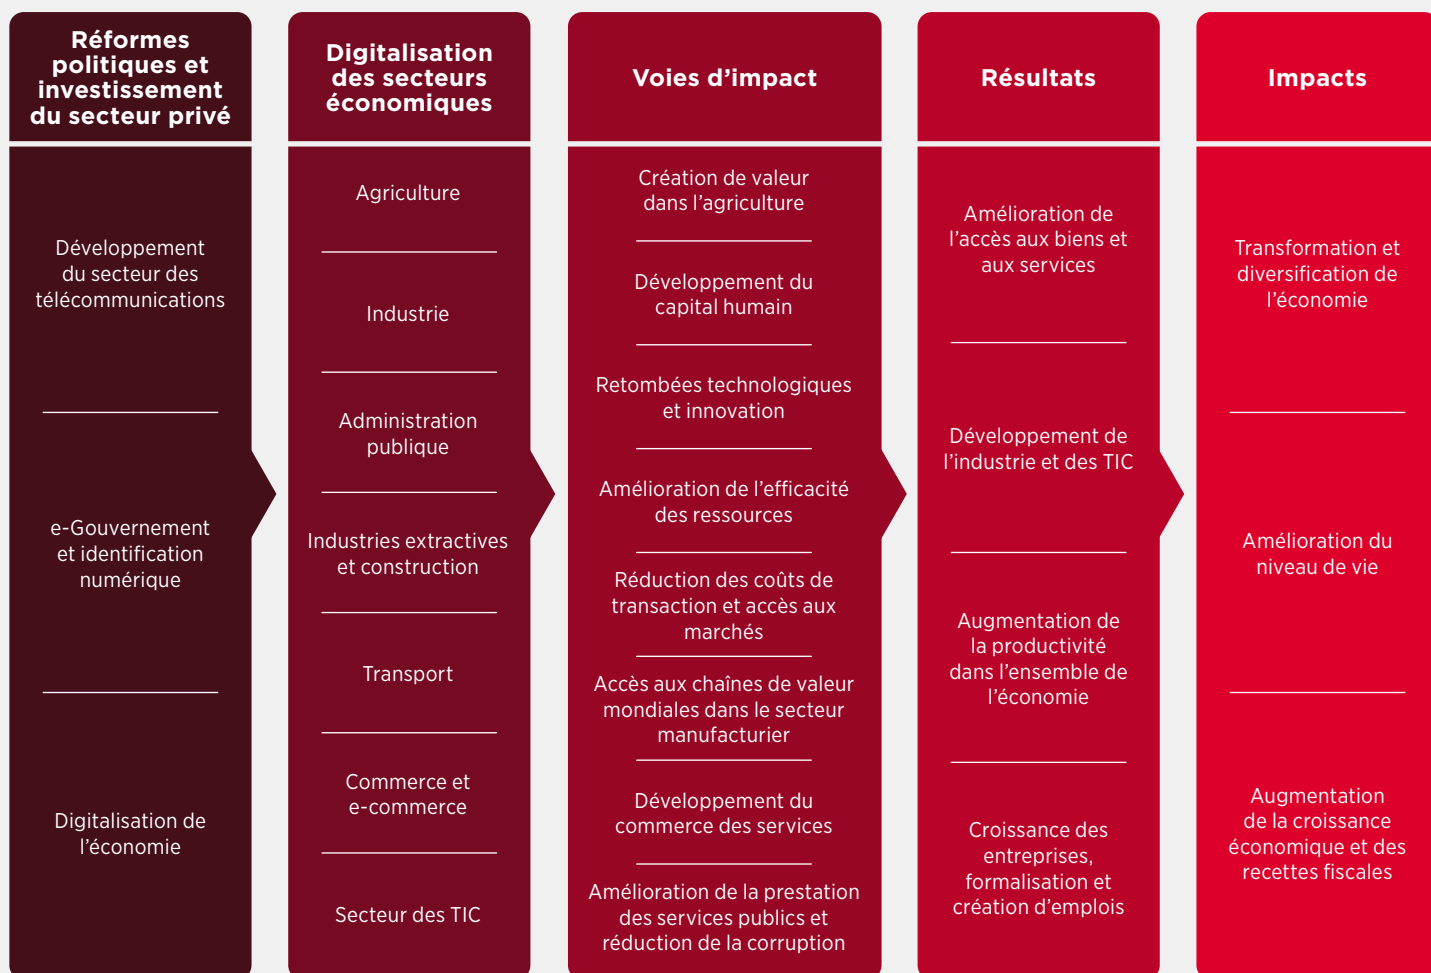 Réformes
politiques et
investissement
du secteur privé
Développement
du secteur des
télécommunications
e-Gouvernement
et identification
numérique
Digitalisation de
l’économie
Digitalisation
des secteurs
économiques
Agriculture
Industrie
Administration
publique
Industries extractives
et construction
Transport
Commerce et
e-commerce
Secteur des TIC
Voies d’impact
Création de valeur
dans l’agriculture
Développement du
capital humain
Retombées technologiques
et innovation
Amélioration de l’efficacité
des ressources
Réduction des coûts de
transaction et accès aux
marchés
Accès aux chaînes de valeur
mondiales dans le secteur
manufacturier
Développement du
commerce des services
Amélioration de la prestation
des services publics et
réduction de la corruption
Résultats
Amélioration de
l’accès aux biens et
aux services
Développement de
l’industrie et des TIC
Augmentation de
la productivité
dans l’ensemble de
l’économie
Croissance des
entreprises,
formalisation et
création d’emplois
Impacts
Transformation et
diversification de
l’économie
Amélioration du
niveau de vie
Augmentation
de la croissance
économique et des
recettes fiscales